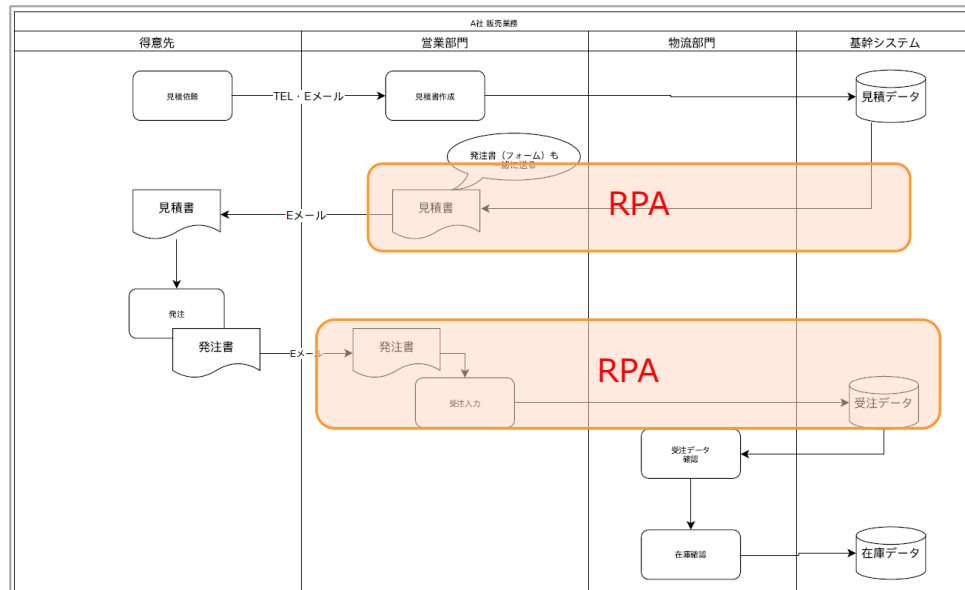 A社 販売業務
得意先
営業部門
物流部門
基幹システム
見積依頼
TEL・Eメール
見積書作成
見積データ
発注書（フォーム）も
一緒に送る
見積書
Eメール
見積書
RPA
発注
発注書
Eメール
発注書
RPA
受注入力
受注データ
受注データ
確認
在庫確認
在庫データ